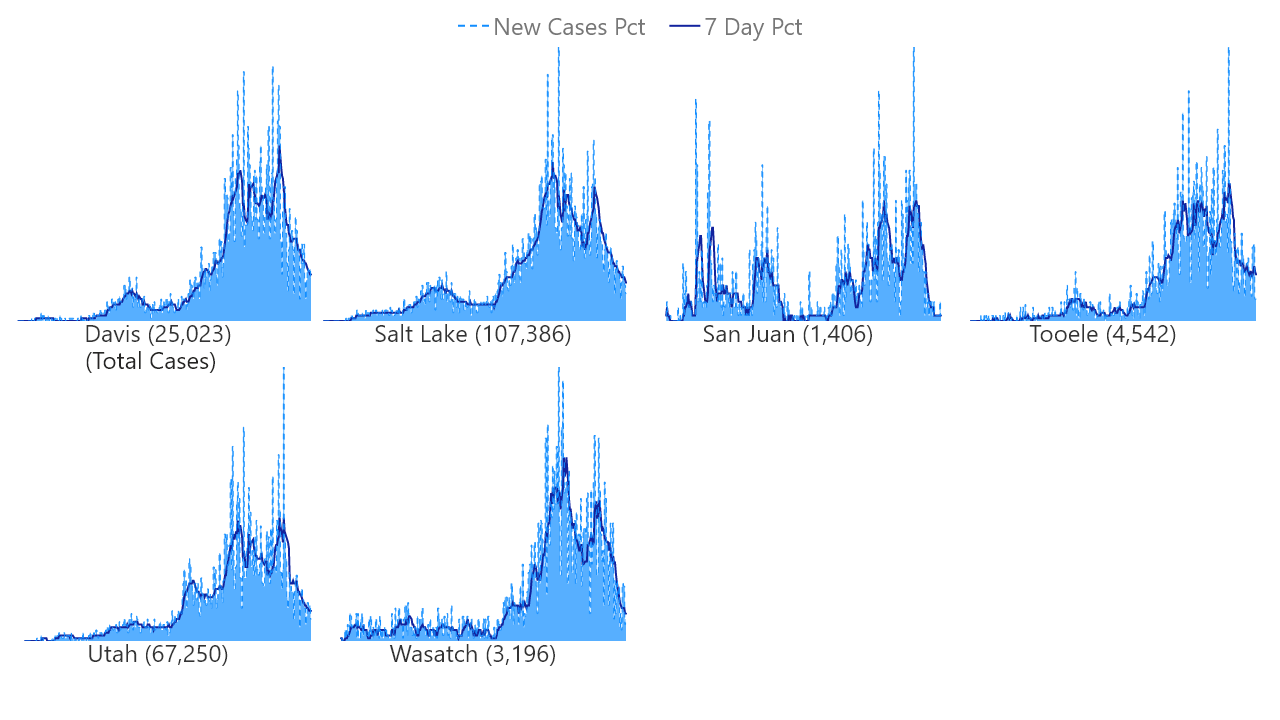 New Cases Pct 7 Day Pct
Davis (25,023)
(Total Cases)
Salt Lake (107,386)
San Juan (1,406)
Tooele (4,542)
Utah (67,250)
Wasatch (3,196)